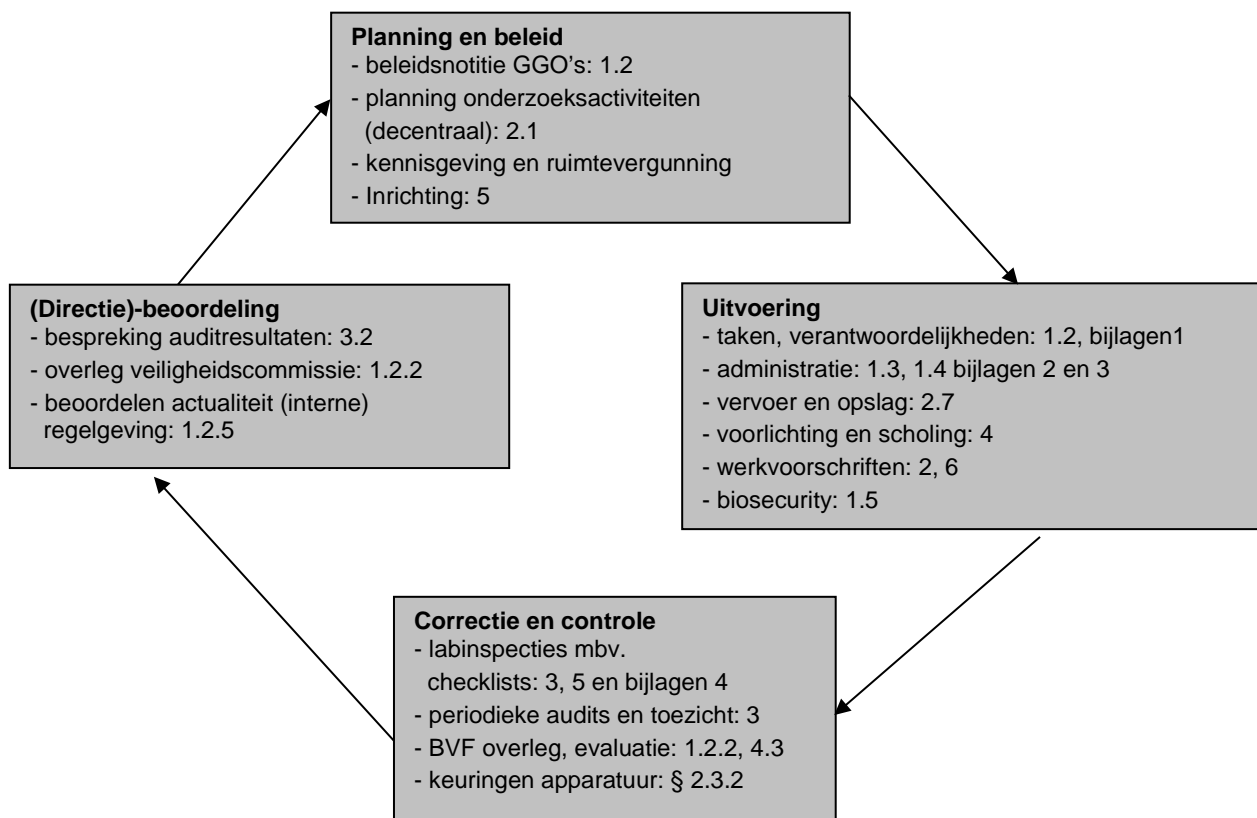 Planning en beleid
- beleidsnotitie GGO’s: 1.2
- planning onderzoeksactiviteiten
(decentraal): 2.1
- kennisgeving en ruimtevergunning
- Inrichting: 5
(Directie)-beoordeling
- bespreking auditresultaten: 3.2
- overleg veiligheidscommissie: 1.2.2
- beoordelen actualiteit (interne)
regelgeving: 1.2.5
Uitvoering
- taken, verantwoordelijkheden: 1.2, bijlagen1
- administratie: 1.3, 1.4 bijlagen 2 en 3
- vervoer en opslag: 2.7
- voorlichting en scholing: 4
- werkvoorschriften: 2, 6
- biosecurity: 1.5
Correctie en controle
- labinspecties mbv.
checklists: 3, 5 en bijlagen 4
- periodieke audits en toezicht: 3
- BVF overleg, evaluatie: 1.2.2, 4.3
- keuringen apparatuur: § 2.3.2